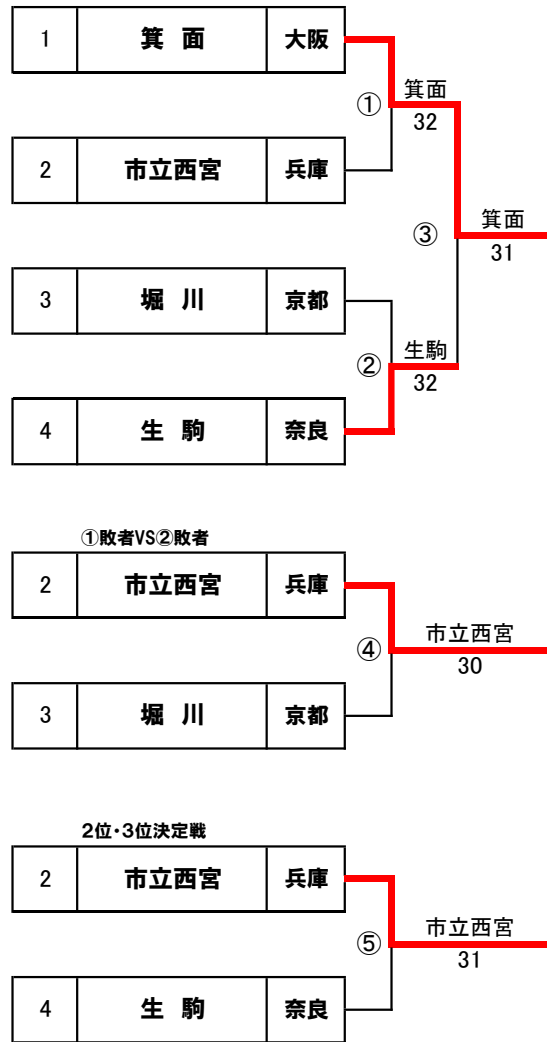 1 箕 面 大阪
① 箕面
32
2 市立西宮 兵庫
③ 箕面
31
3 堀 川 京都
② 生駒
32
4 生 駒 奈良
①敗者VS②敗者
2 市立西宮 兵庫
④ 市立西宮
30
3 堀 川 京都
2位・3位決定戦
2 市立西宮 兵庫
⑤ 市立西宮
31
4 生 駒 奈良